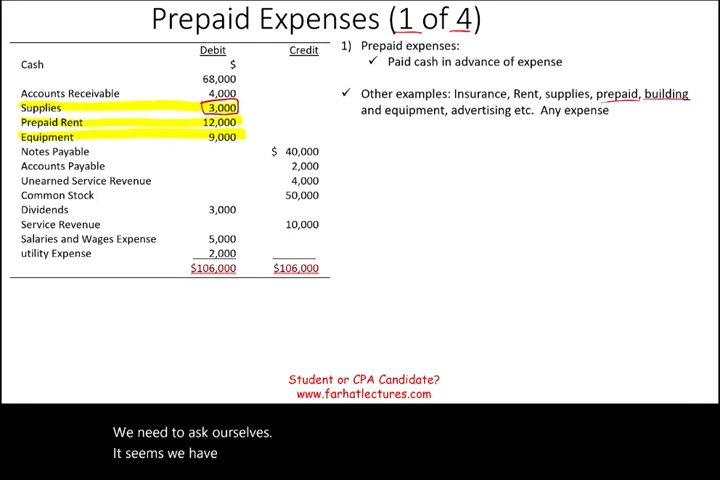 Prepaid Expenses (1 of 4)
Debit Credit
Cash $
68,000
Accounts Receivable 4,000
Supplies 3,000
Prepaid Rent 12,000
Equipment 9,000
Notes Payable $ 40,000
Accounts Payable 2,000
Unearned Service Revenue 4,000
Common Stock 50,000
Dividends 3,000
Service Revenue 10,000
Salaries and Wages Expense 5,000
utility Expense 2,000
$106,000 $106,000
1) Prepaid expenses:
✓ Paid cash in advance of expense
✓ Other examples: Insurance, Rent, supplies, prepaid, building
and equipment, advertising etc. Any expense
Student or CPA Candidate?
www.farhatlectures.com
We need to ask ourselves.
It seems we have